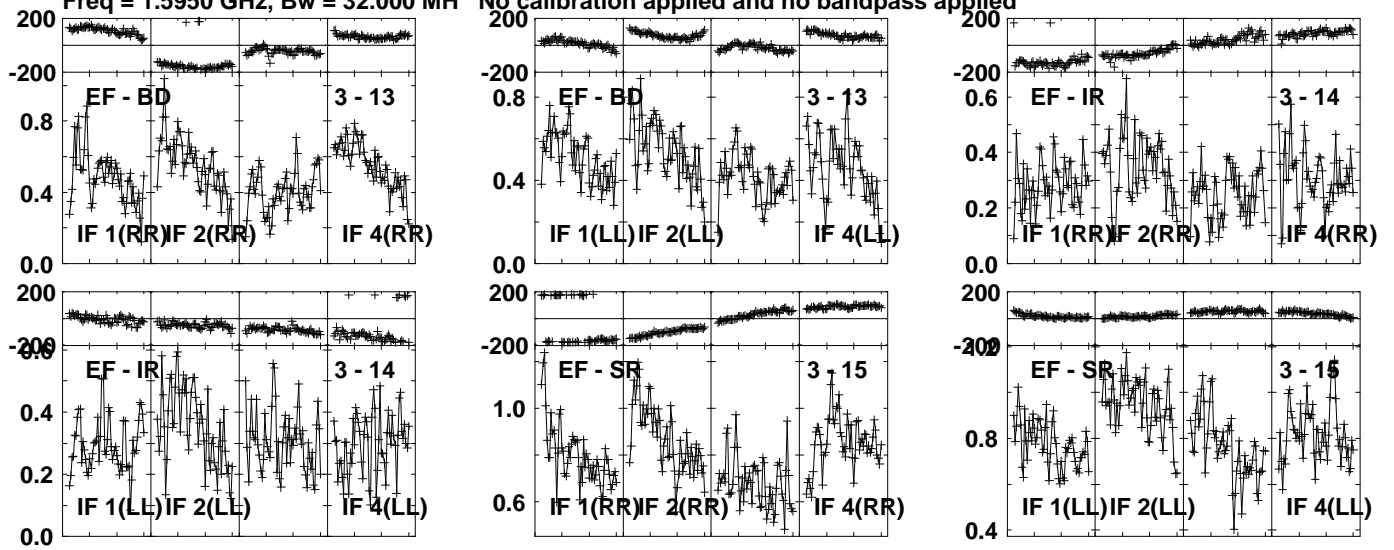 Freq = 1.5950 GHz, Bw = 32.000 MH No calibration applied and no bandpass applied
200
-200
EF - BD 3 - 13
0.8
0.4
0.0
IF 1(RR) IF 2(RR) IF 4(RR)
200
-200
EF - BD 3 - 13
0.8
0.4
0.0
IF 1(LL) IF 2(LL) IF 4(LL)
200
-200
EF - IR 3 - 14
0.6
0.4
0.2
0.0
IF 1(RR) IF 2(RR) IF 4(RR)
200
-200
0.6
EF - IR 3 - 14
0.4
0.2
0.0
IF 1(LL) IF 2(LL) IF 4(LL)
200
-200
EF - SR 3 - 15
1.0
0.6
IF 1(RR) IF 2(RR) IF 4(RR)
200
-200
1.2
EF - SR 3 - 15
0.8
0.4
IF 1(LL) IF 2(LL) IF 4(LL)